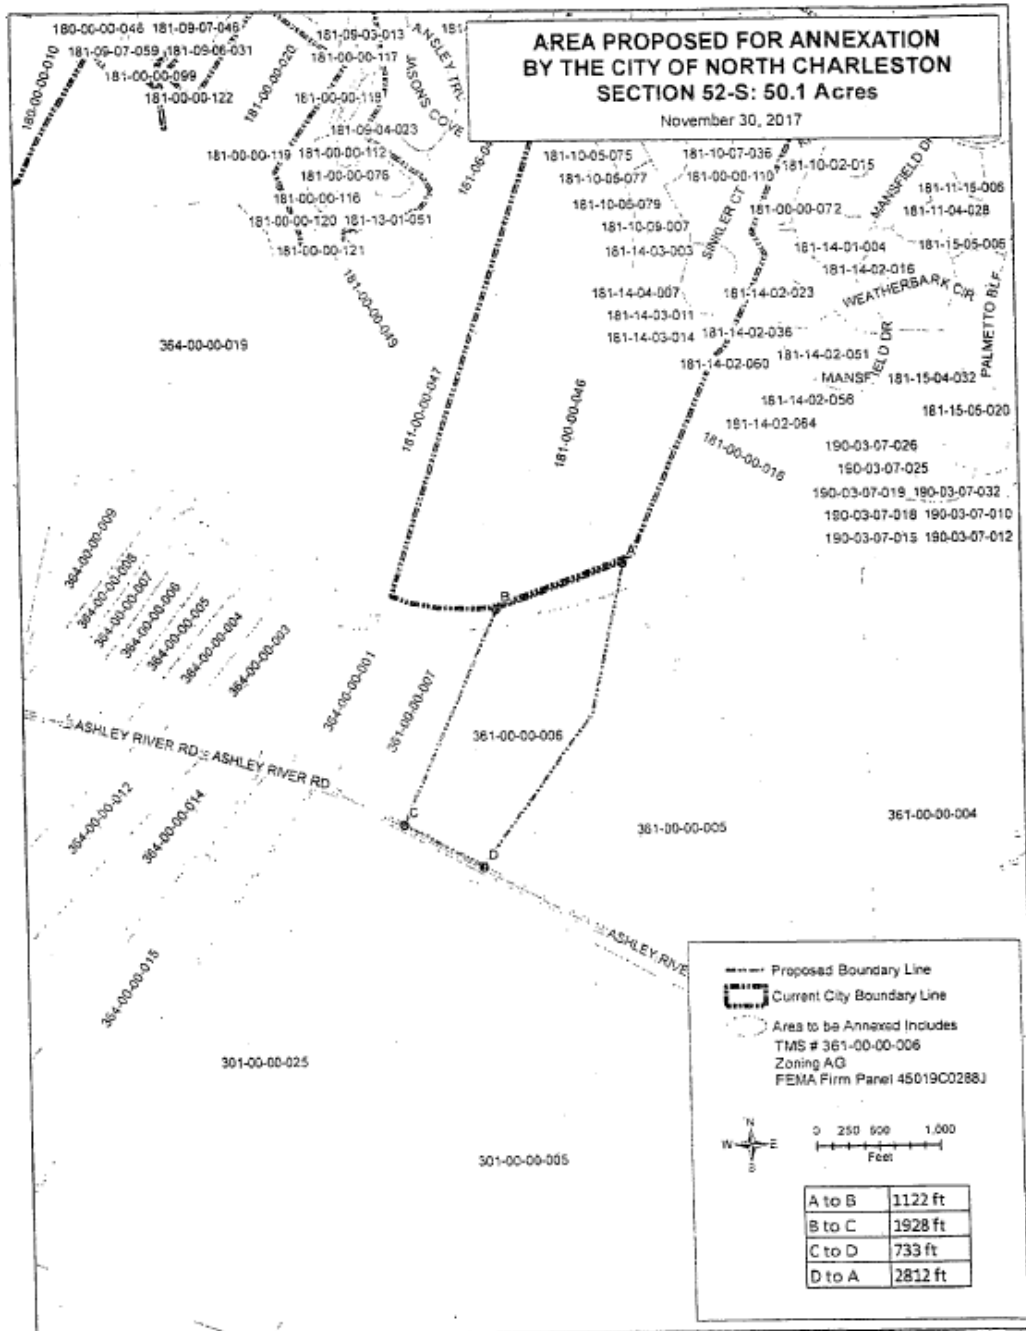 AREA PROPOSED FOR ANNEXATION
BY THE CITY OF NORTH CHARLESTON
SECTION 52-S: 50.1 Acres
November 30, 2017
180-00-00-046 181-09-07-046
181-09-07-059 181-09-06-031
181-00-00-099
181-00-00-122
180-00-00-010
181-00-00-020
181-09-03-013
181-00-00-117
181-00-00-118
ANSLEY TRL
JASONS COVE
181-09-04-023
181-00-00-119 181-00-00-112
181-00-00-076
181-00-00-116
181-00-00-120 181-13-01-051
181-00-00-121
181-00-00-049
364-00-00-019
181-00-00-047
181-00-00-046
181-10-05-075
181-10-05-077
181-10-05-079
181-10-09-007
181-14-03-003
181-14-04-007
181-14-03-011
181-14-03-014
181-10-07-036
181-00-00-110
SINKLER CT
181-10-02-015
181-00-00-072
MANSFIELD DR
181-11-15-006
181-11-04-028
181-14-01-004
181-15-05-006
181-14-02-016
181-14-02-023
WEATHERBARK CIR
PALMETTO BLF
181-14-02-036
181-14-02-060
181-14-02-051
MANSFIELD DR
181-15-04-032
181-14-02-056
181-15-05-020
181-14-02-064
181-00-00-016
190-03-07-026
190-03-07-025
190-03-07-019 190-03-07-032
190-03-07-018 190-03-07-010
190-03-07-015 190-03-07-012
364-00-00-009
364-00-00-008
364-00-00-007
364-00-00-006
364-00-00-005
364-00-00-004
364-00-00-003
364-00-00-001
361-00-00-007
A
B
361-00-00-006
ASHLEY RIVER RD
ASHLEY RIVER RD
C
D
364-00-00-012
364-00-00-014
364-00-00-015
361-00-00-005
361-00-00-004
ASHLEY RIVE
301-00-00-025
301-00-00-005
Proposed Boundary Line
Current City Boundary Line
Area to be Annexed Includes
TMS # 361-00-00-006
Zoning AG
FEMA Firm Panel 45019C0288J
N
W E
S
0 250 500 1,000
Feet
A to B 1122 ft
B to C 1928 ft
C to D 733 ft
D to A 2812 ft